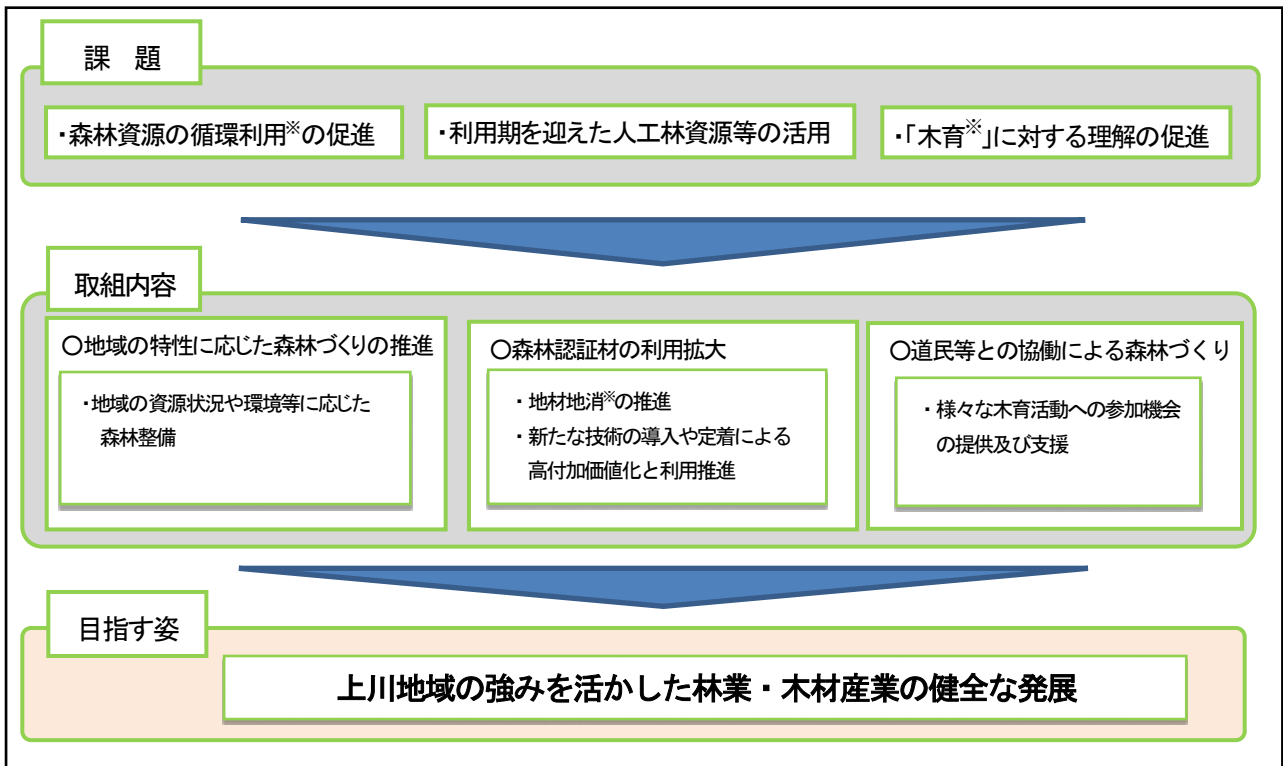 課 題
・森林資源の循環利用※の促進
・利用期を迎えた人工林資源等の活用
・「木育※」に対する理解の促進
取組内容
〇地域の特性に応じた森林づくりの推進
・地域の資源状況や環境等に応じた
森林整備
〇森林認証材の利用拡大
・地材地消※の推進
・新たな技術の導入や定着による
高付加価値化と利用推進
〇道民等との協働による森林づくり
・様々な木育活動への参加機会
の提供及び支援
目指す姿
上川地域の強みを活かした林業・木材産業の健全な発展